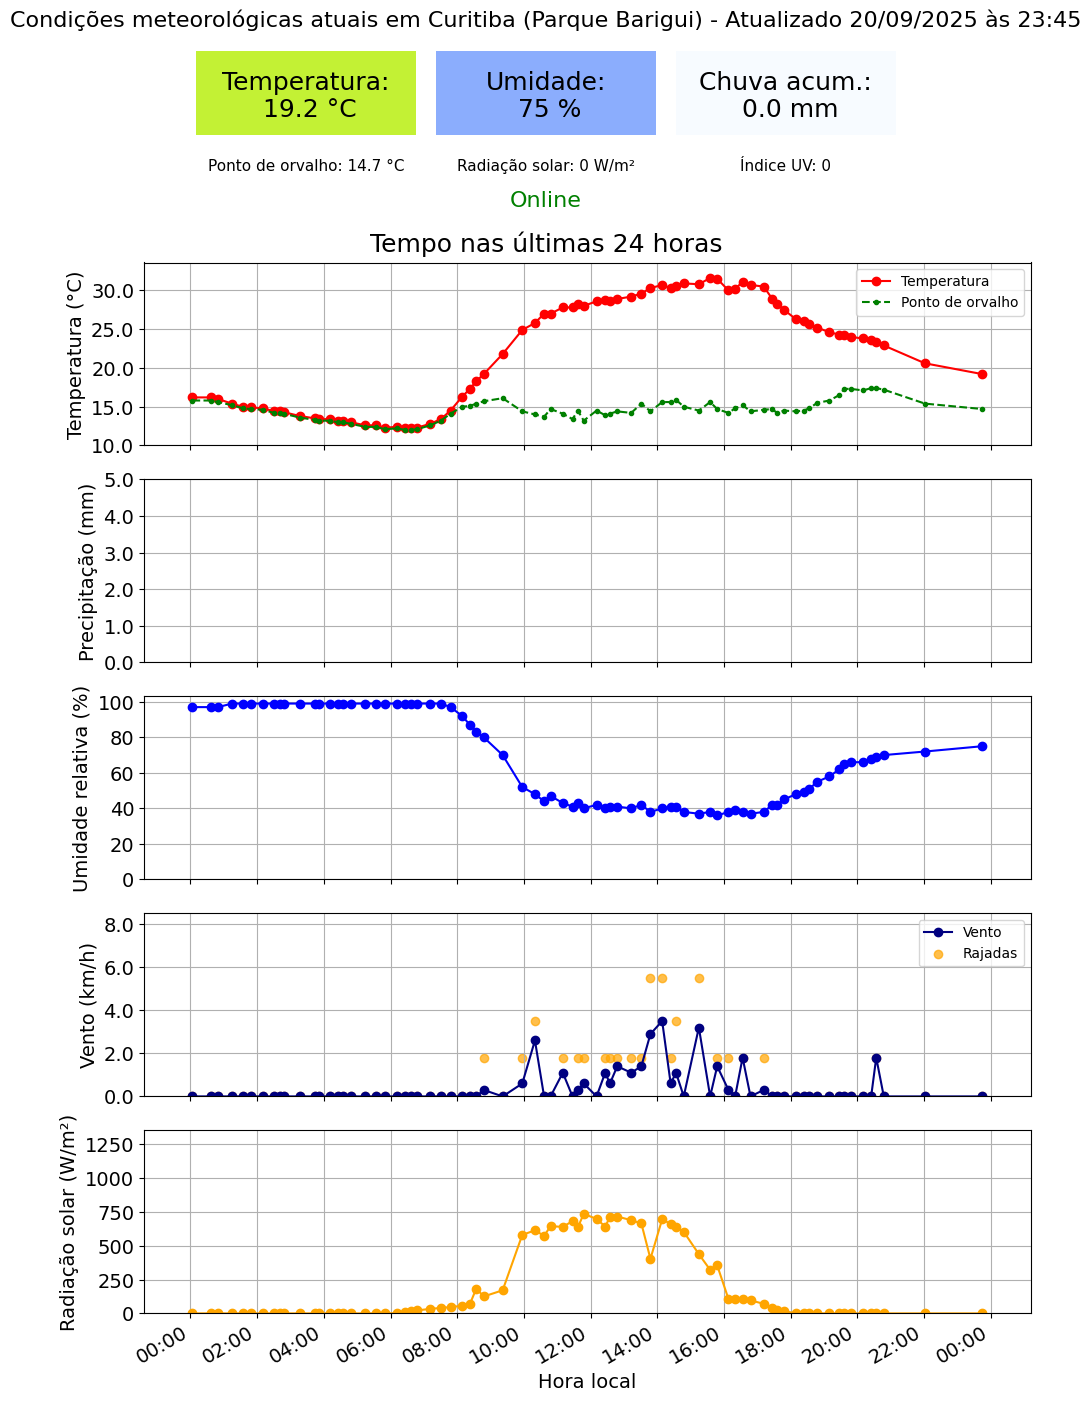 Condições meteorológicas atuais em Curitiba (Parque Barigui) - Atualizado 20/09/2025 às 23:45
Temperatura:
19.2 °C
Umidade:
75 %
Chuva acum.:
0.0 mm
Ponto de orvalho: 14.7 °C
Radiação solar: 0 W/m²
Índice UV: 0
Online
Tempo nas últimas 24 horas
Temperatura (°C)
30.0
25.0
20.0
15.0
10.0
Temperatura
Ponto de orvalho
Precipitação (mm)
5.0
4.0
3.0
2.0
1.0
0.0
Umidade relativa (%)
100
80
60
40
20
0
Vento (km/h)
8.0
6.0
4.0
2.0
0.0
Vento
Rajadas
Radiação solar (W/m²)
1250
1000
750
500
250
0
00:00 02:00 04:00 06:00 08:00 10:00 12:00 14:00 16:00 18:00 20:00 22:00 00:00
Hora local